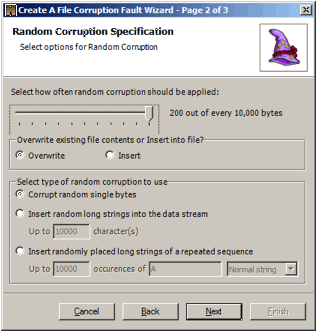 Create A File Corruption Fault Wizard - Page 2 of 3
Random Corruption Specification
Select options for Random Corruption
Select how often random corruption should be applied:
200 out of every 10,000 bytes
Overwrite existing file contents or Insert into file?
Overwrite Insert
Select type of random corruption to use
Corrupt random single bytes
Insert random long strings into the data stream
Up to 10000 character(s)
Insert randomly placed long strings of a repeated sequence
Up to 10000 occurences of A Normal string
Cancel Back Next Finish